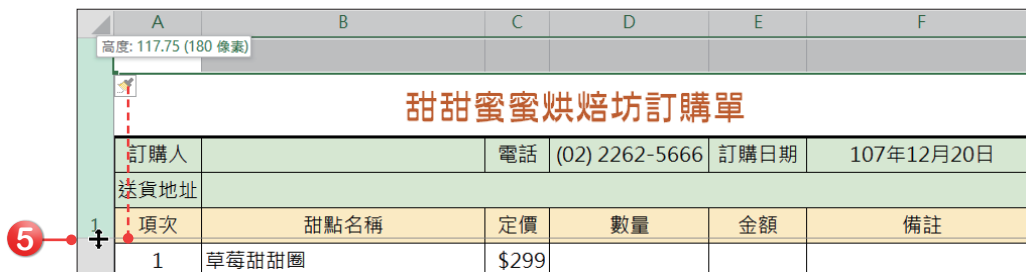 A B C D E F
高度: 117.75 (180 像素)
甜甜蜜蜜烘焙坊訂購單
訂購人 電話 (02) 2262-5666 訂購日期 107年12月20日
送貨地址
1 項次 甜點名稱 定價 數量 金額 備註
5
1 草莓甜甜圈 $299